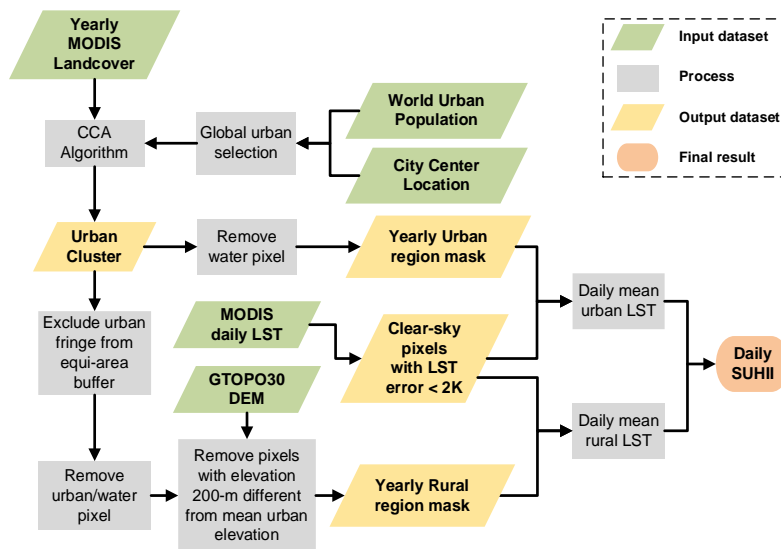 Yearly
MODIS
Landcover
CCA
Algorithm
Global urban
selection
World Urban
Population
City Center
Location
Input dataset
Process
Output dataset
Final result
Urban
Cluster
Remove
water pixel
Yearly Urban
region mask
Exclude urban
fringe from
equi-area
buffer
MODIS
daily LST
Clear-sky
pixels
with LST
error < 2K
Daily mean
urban LST
Daily
SUHII
GTOPO30
DEM
Daily mean
rural LST
Remove
urban/water
pixel
Remove pixels
with elevation
200-m different
from mean urban
elevation
Yearly Rural
region mask